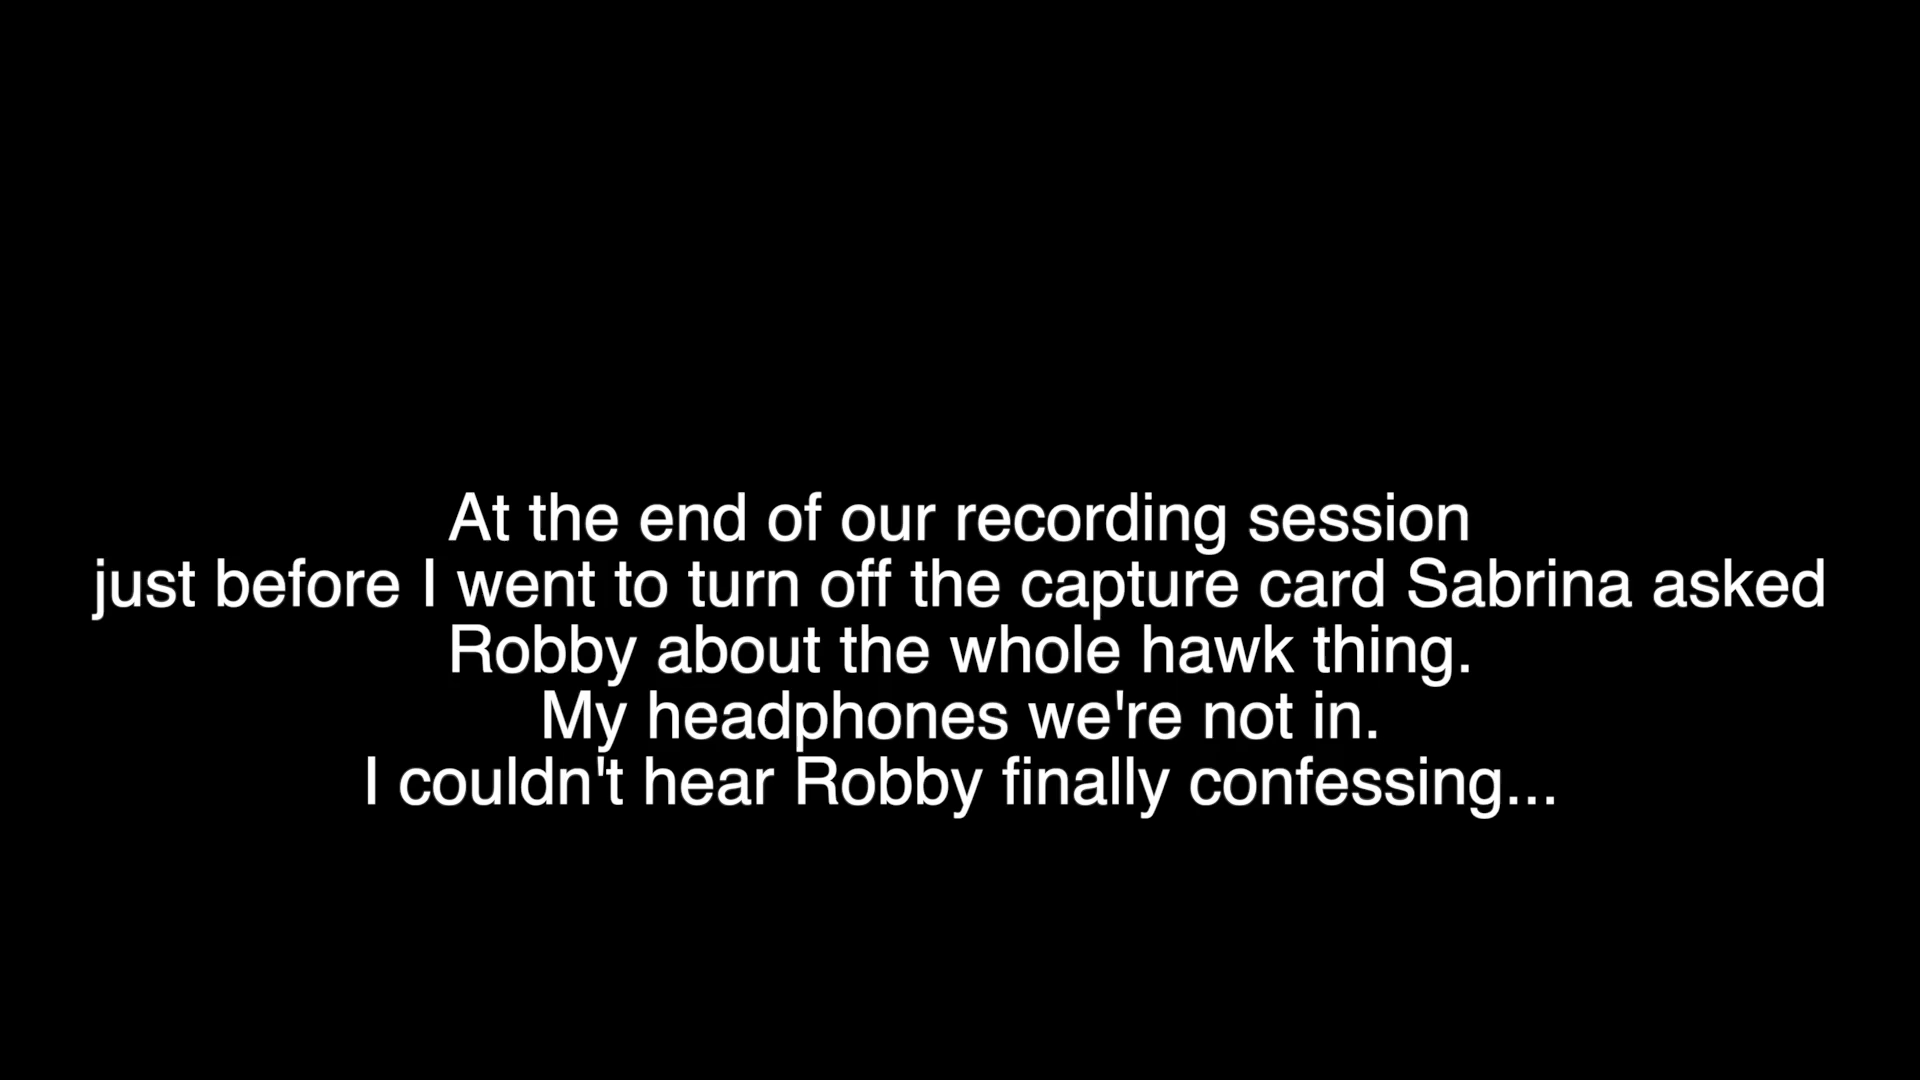 At the end of our recording session
just before I went to turn off the capture card Sabrina asked
Robby about the whole hawk thing.
My headphones we're not in.
I couldn't hear Robby finally confessing...